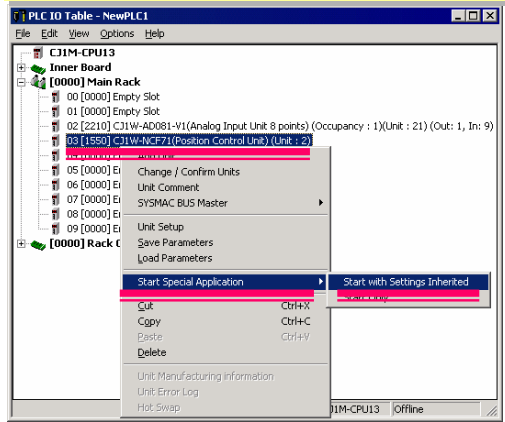 PLC IO Table - NewPLC1
File Edit View Options Help
CJ1M-CPU13
Inner Board
[0000] Main Rack
00 [0000] Empty Slot
01 [0000] Empty Slot
02 [2210] CJ1W-AD081-V1(Analog Input Unit 8 points) (Occupancy : 1)(Unit : 21) (Out: 1, In: 9)
03 [1550] CJ1W-NCF71(Position Control Unit) (Unit : 2)
Add Unit
05 [0000] E
Change / Confirm Units
06 [0000] E
Unit Comment
07 [0000] E
SYSMAC BUS Master
08 [0000] E
09 [0000] E
Unit Setup
[0000] Rack
Save Parameters
Load Parameters
Start Special Application
Start with Settings Inherited
Start Only
Cut Ctrl+X
Copy Ctrl+C
Paste Ctrl+V
Delete
Unit Manufacturing information
Unit Error Log
Hot Swap
J1M-CPU13 Offline